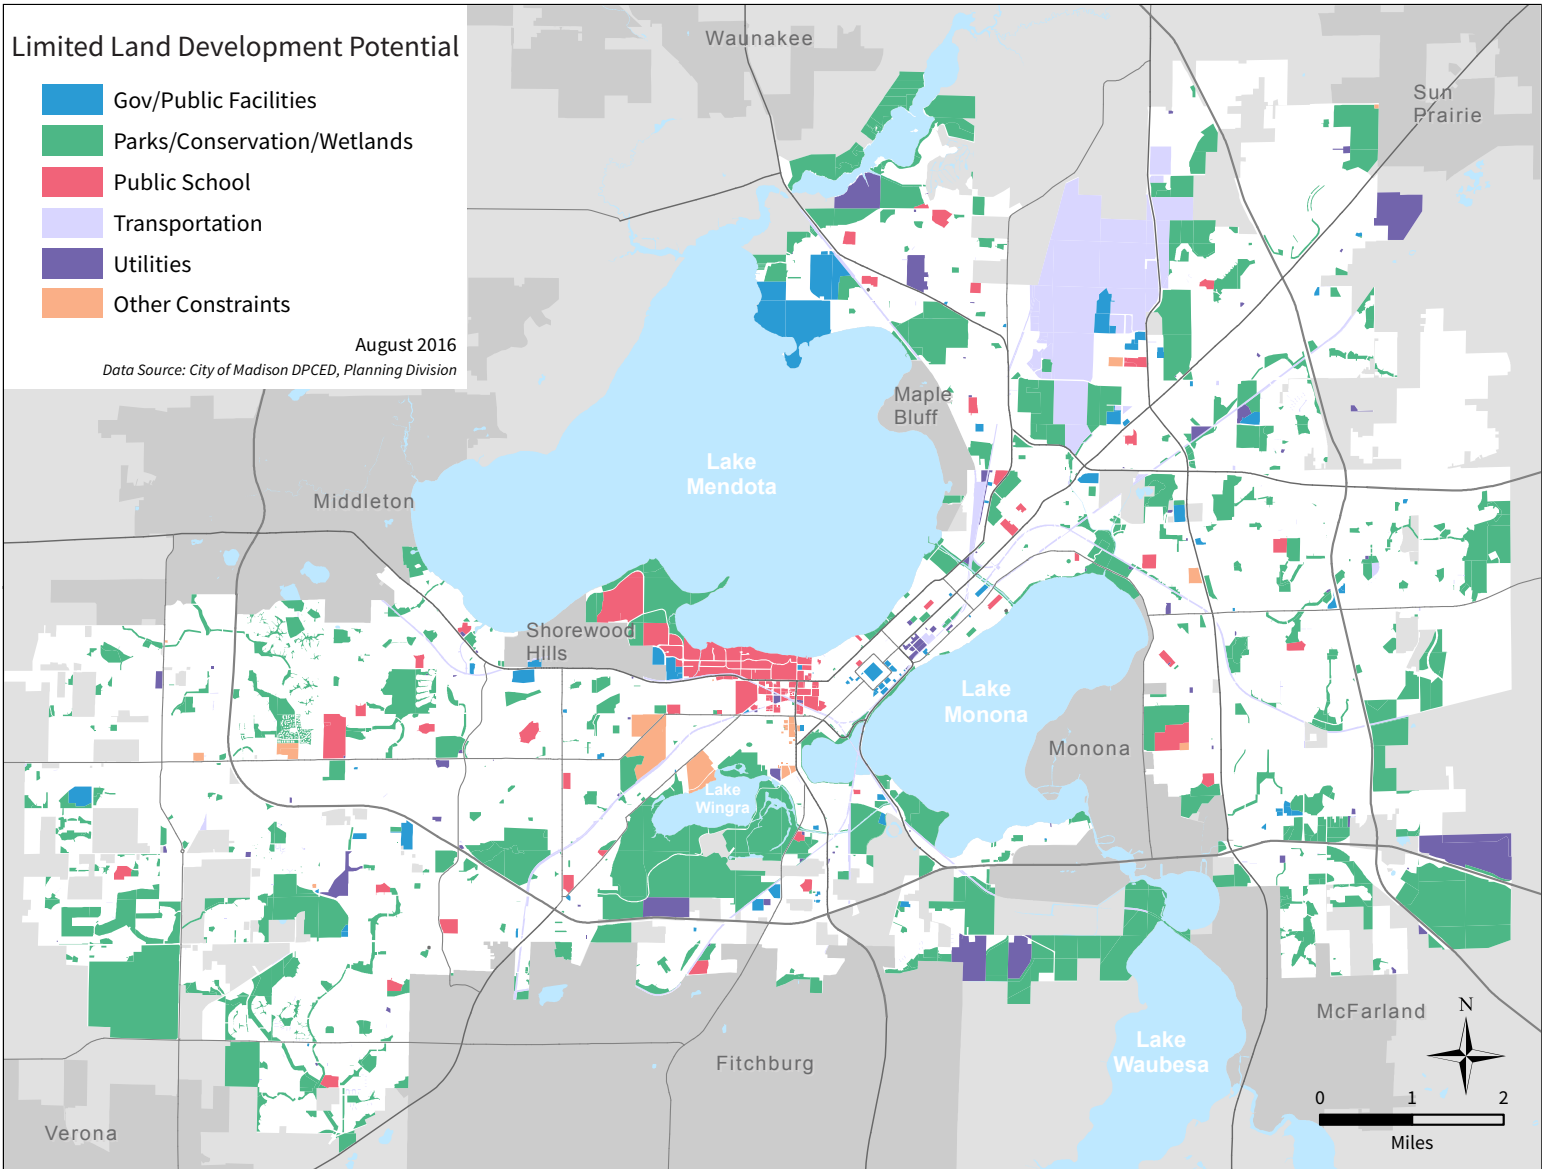 Limited Land Development Potential
Gov/Public Facilities
Parks/Conservation/Wetlands
Public School
Transportation
Utilities
Other Constraints
August 2016
Data Source: City of Madison DPCED, Planning Division
Waunakee
Sun
Prairie
Maple
Bluff
Lake
Mendota
Middleton
Shorewood
Hills
Lake
Monona
Monona
Lake
Wingra
McFarland
Lake
Waubesa
Fitchburg
Verona
N
0 1 2
Miles